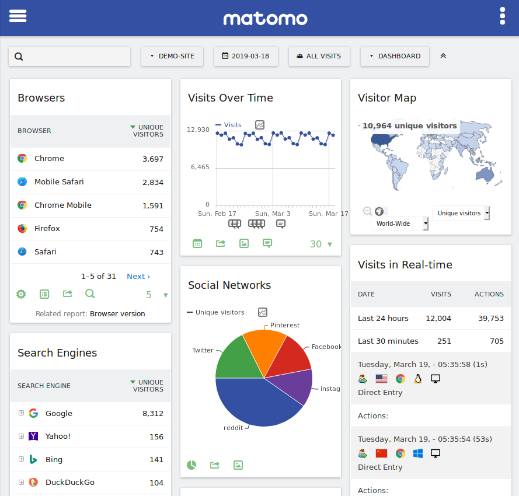 matomo
DEMO-SITE
2019-03-18
ALL VISITS
DASHBOARD
Browsers
BROWSER
UNIQUE VISITORS
Chrome 3,697
Mobile Safari 2,834
Chrome Mobile 1,591
Firefox 754
Safari 743
1–5 of 31 Next ›
5
Related report: Browser version
Search Engines
SEARCH ENGINE
UNIQUE VISITORS
Google 8,312
Yahoo! 156
Bing 141
DuckDuckGo 104
Visits Over Time
Visits
12,930
6,465
0
Sun, Feb 17 Sun, Mar 3 Sun, Mar 17
30
Social Networks
Unique visitors
Pinterest
Twitter
Facebook
instag
reddit
Visitor Map
10,964 unique visitors
World-Wide
Unique visitors
Visits in Real-time
DATE VISITS ACTIONS
Last 24 hours 12,004 39,753
Last 30 minutes 251 705
Tuesday, March 19, - 05:35:58 (1s)
Direct Entry
Actions:
Tuesday, March 19, - 05:35:54 (53s)
Direct Entry
Actions: